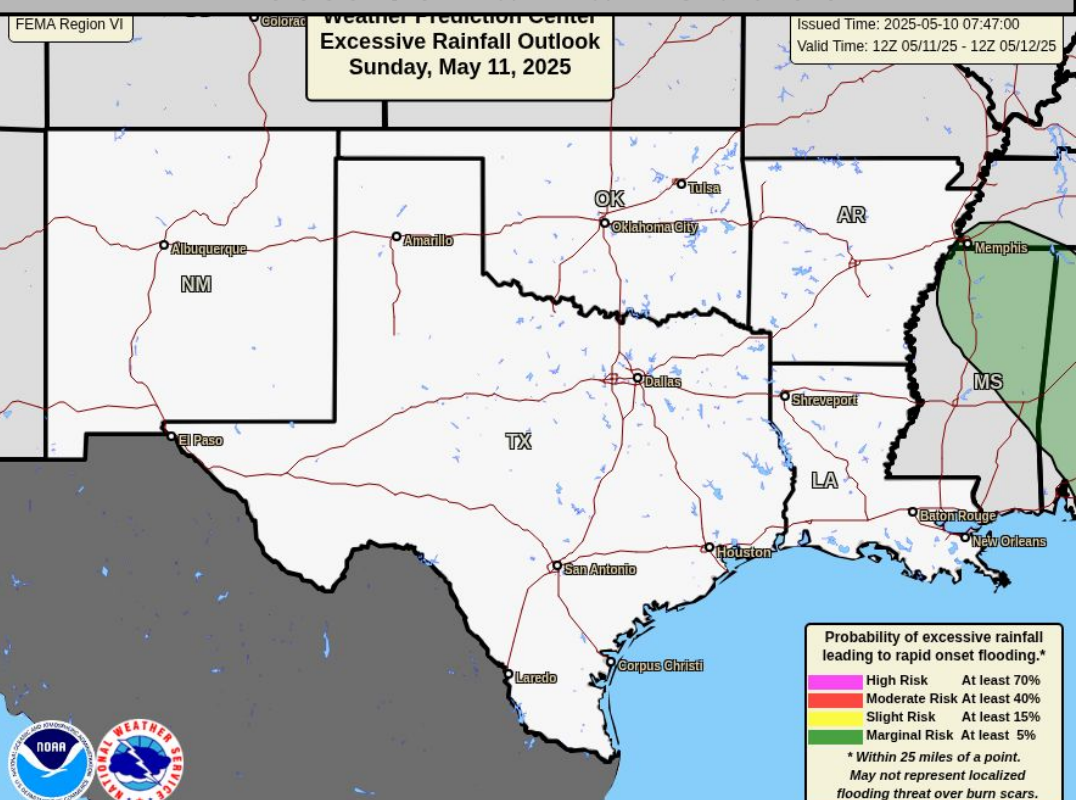 FEMA Region VI
Weather Prediction Center
Excessive Rainfall Outlook
Sunday, May 11, 2025
Issued Time: 2025-05-10 07:47:00
Valid Time: 12Z 05/11/25 - 12Z 05/12/25
Colorad
OK
Tulsa
Oklahoma City
AR
Albuquerque
Amarillo
Memphis
NM
Dallas
MS
Shreveport
El Paso
TX
LA
Baton Rouge
New Orleans
Houston
San Antonio
Corpus Christi
Laredo
Probability of excessive rainfall
leading to rapid onset flooding.*
High Risk At least 70%
Moderate Risk At least 40%
Slight Risk At least 15%
Marginal Risk At least 5%
* Within 25 miles of a point.
May not represent localized
flooding threat over burn scars.
NOAA
NATIONAL WEATHER SERVICE